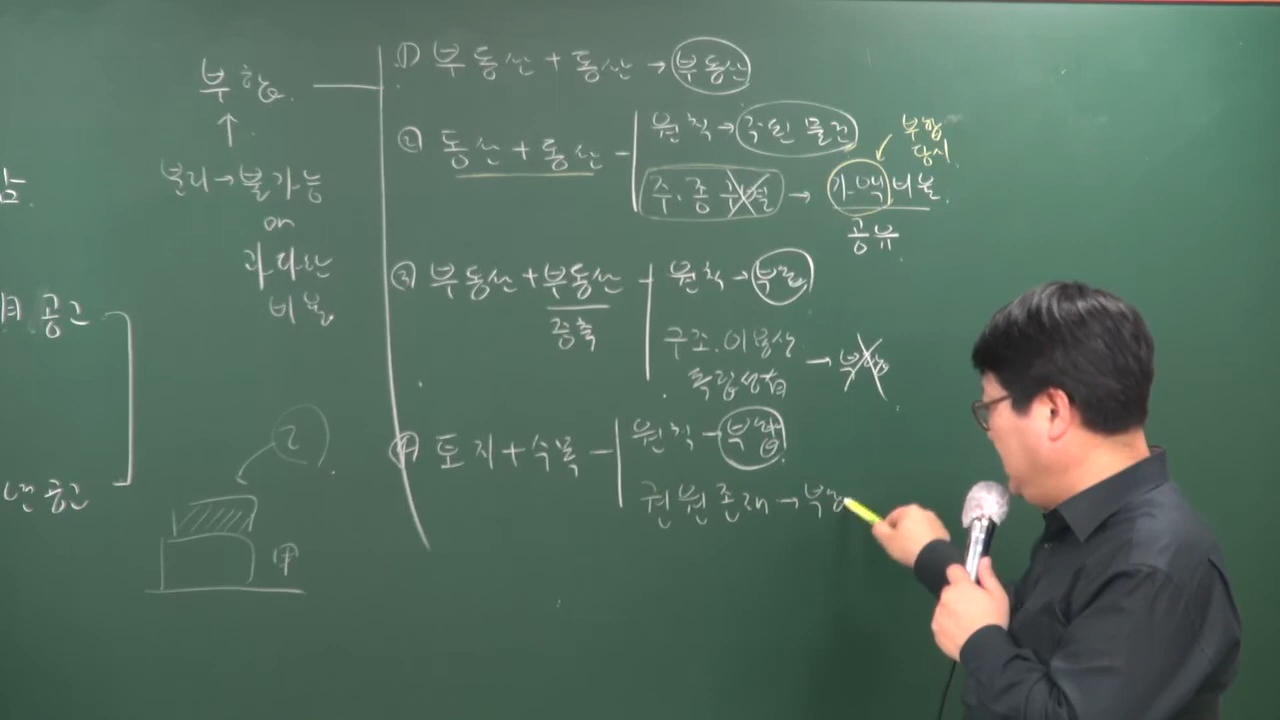 부합
분리→불가능
or
과다한
비용
① 부동산+동산→부동산
② 동산+동산
원칙→주된 물건
주·종 구별 → 가액비율
공유
부합
당시
③ 부동산+부동산
증축
원칙→부합
구조·이용상
독립성有 → 부합
④ 토지+수목
원칙-부합
권원존재→부합
공간
乙
甲